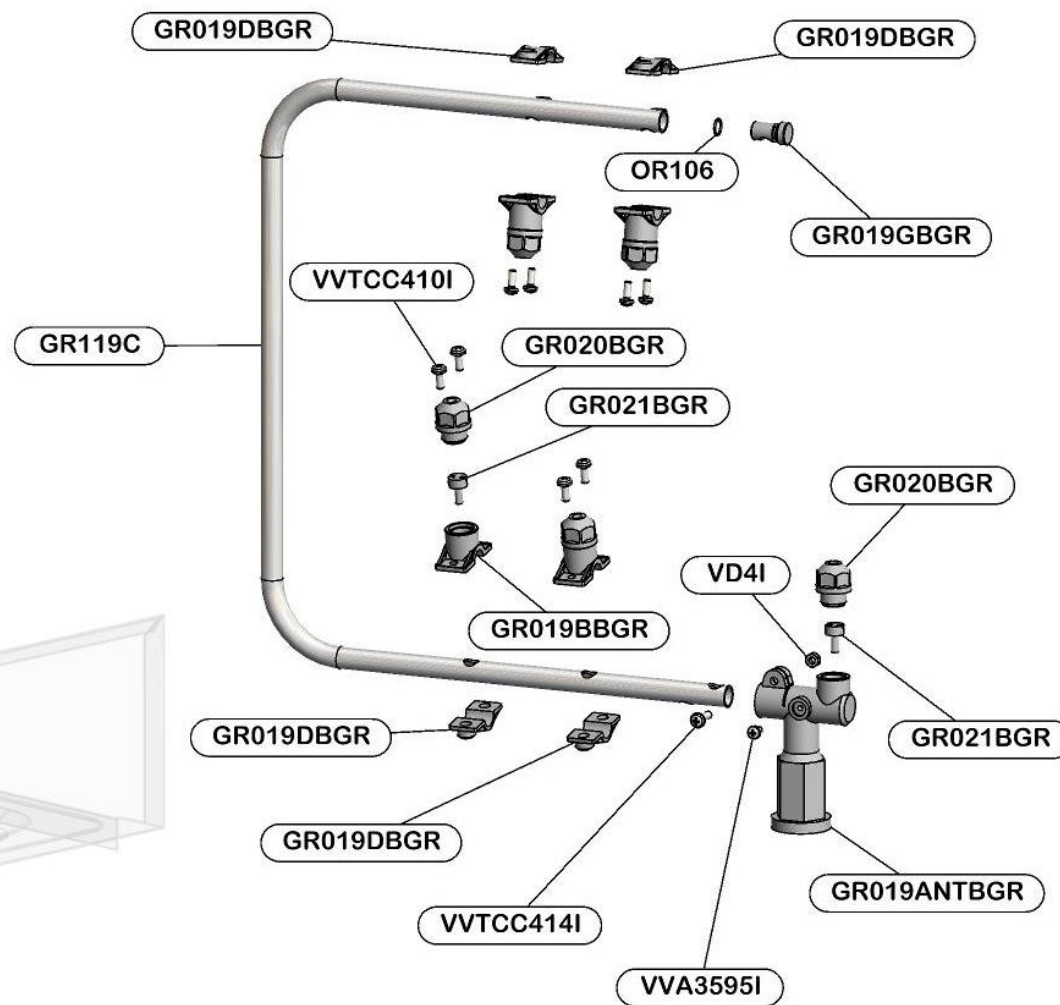 GR019DBGR
GR019DBGR
OR106
GR019GBGR
VVTCC410I
GR119C
GR020BGR
GR021BGR
GR020BGR
VD4I
GR019BBGR
GR019DBGR
GR021BGR
GR019DBGR
GR019ANTBGR
VVTCC414I
VVA3595I